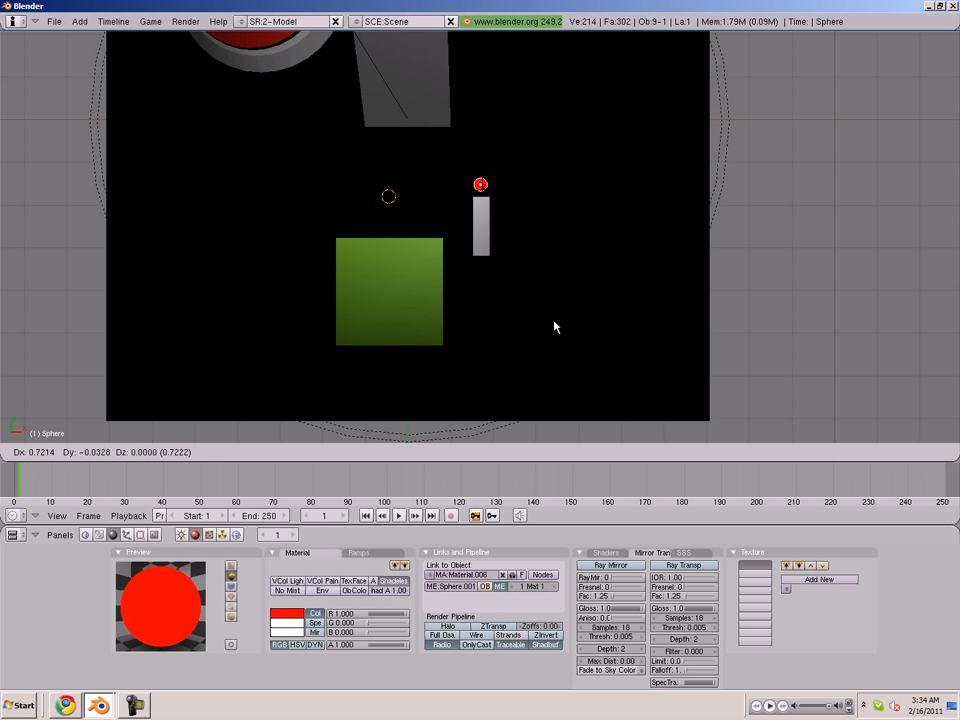 Blender
File Add Timeline Game Render Help SR:2-Model SCE:Scene www.blender.org 249.2 Ve:214 | Fa:302 | Ob:9-1 | La:1 | Mem:1.79M (0.09M) | Time: | Sphere
(1) Sphere
Dx: 0.7214 Dy: -0.0328 Dz: 0.0000 (0.7222)
0 10 20 30 40 50 60 70 80 90 100 110 120 130 140 150 160 170 180 190 200 210 220 230 240 250
View Frame Playback Pr Start: 1 End: 250 1
Panels 1
Preview Material Ramps Links and Pipeline Shaders Mirror Tran SSS Texture
Link to Object
MA:Material.006 F Nodes
ME:Sphere.001 OB ME 1 Mat 1
VCol Ligh VCol Pain TexFace A Shadeles
No Mist Env ObColo had A 1.00
Col R 1.000
Spe G 0.000
Mir B 0.000
RGB HSV DYN A 1.000
Render Pipeline
Halo ZTransp Zoffs: 0.00
Full Osa Wire Strands ZInvert
Radio OnlyCast Traceable Shadbuf
Ray Mirror Ray Transp
RayMir: 0 IOR: 1.00
Fresnel: 0 Fresnel: 0
Fac: 1.25 Fac: 1.25
Gloss: 1.0 Gloss: 1.0
Aniso: 0.0 Samples: 18
Samples: 18 Thresh: 0.005
Thresh: 0.005 Depth: 2
Depth: 2 Filter: 0.000
Max Dist: 0.00 Limit: 0.0
Fade to Sky Color Falloff: 1.
SpecTra:
Add New
Start
3:34 AM
2/16/2011